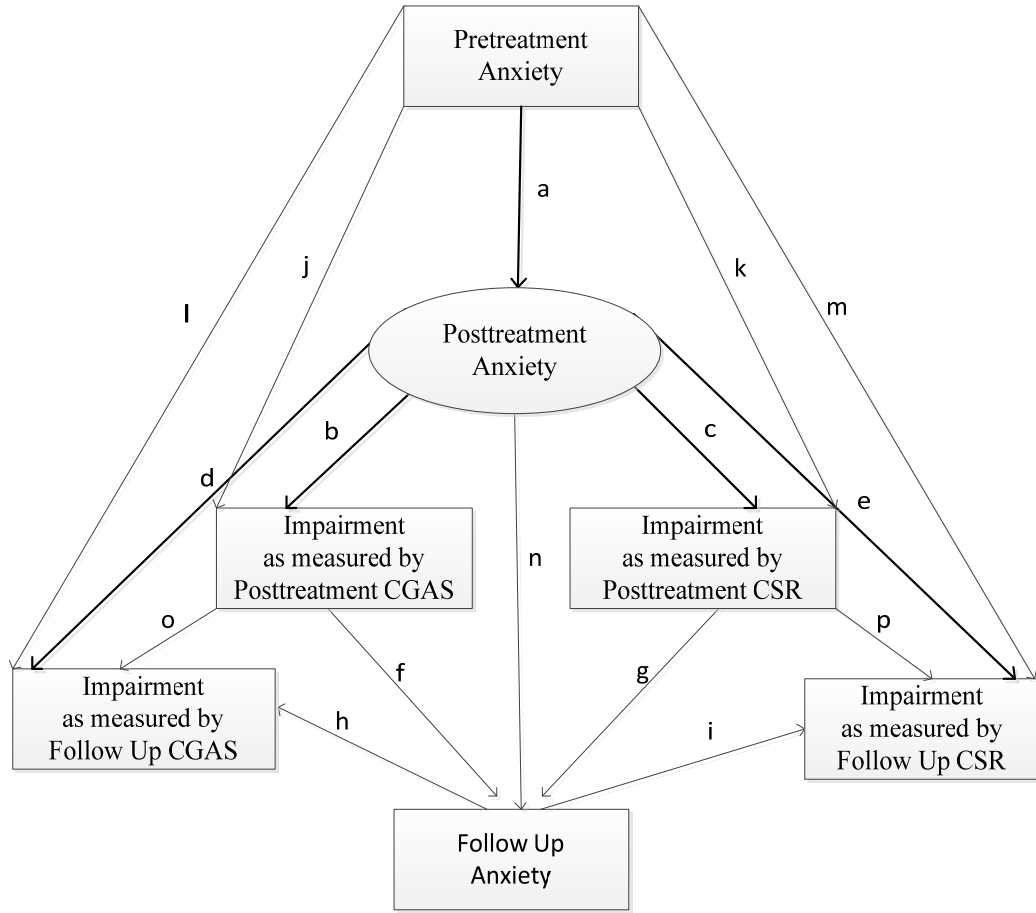 Pretreatment
Anxiety
a
j
k
l
m
Posttreatment
Anxiety
b
c
d
e
Impairment
as measured by
Posttreatment CGAS
n
Impairment
as measured by
Posttreatment CSR
o
f
g
p
Impairment
as measured by
Follow Up CGAS
h
i
Impairment
as measured by
Follow Up CSR
Follow Up
Anxiety